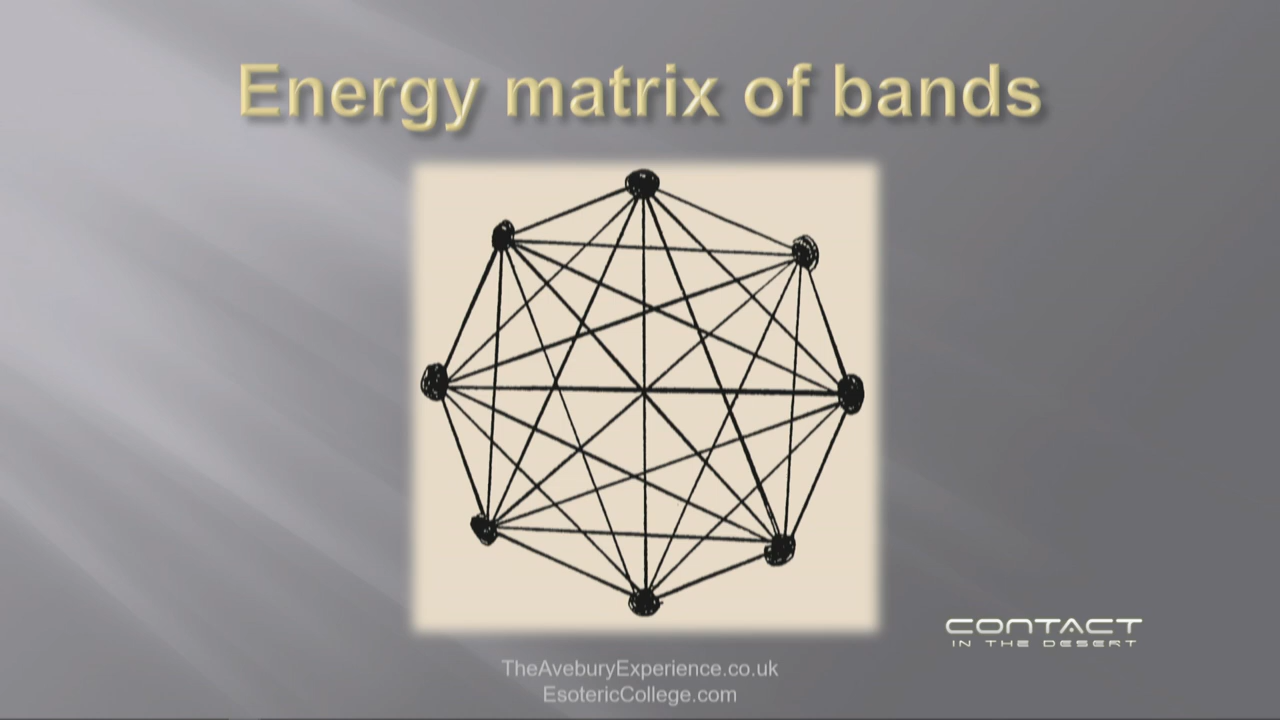 Energy matrix of bands
CONTACT
IN THE DESERT
TheAveburyExperience.co.uk
EsotericCollege.com